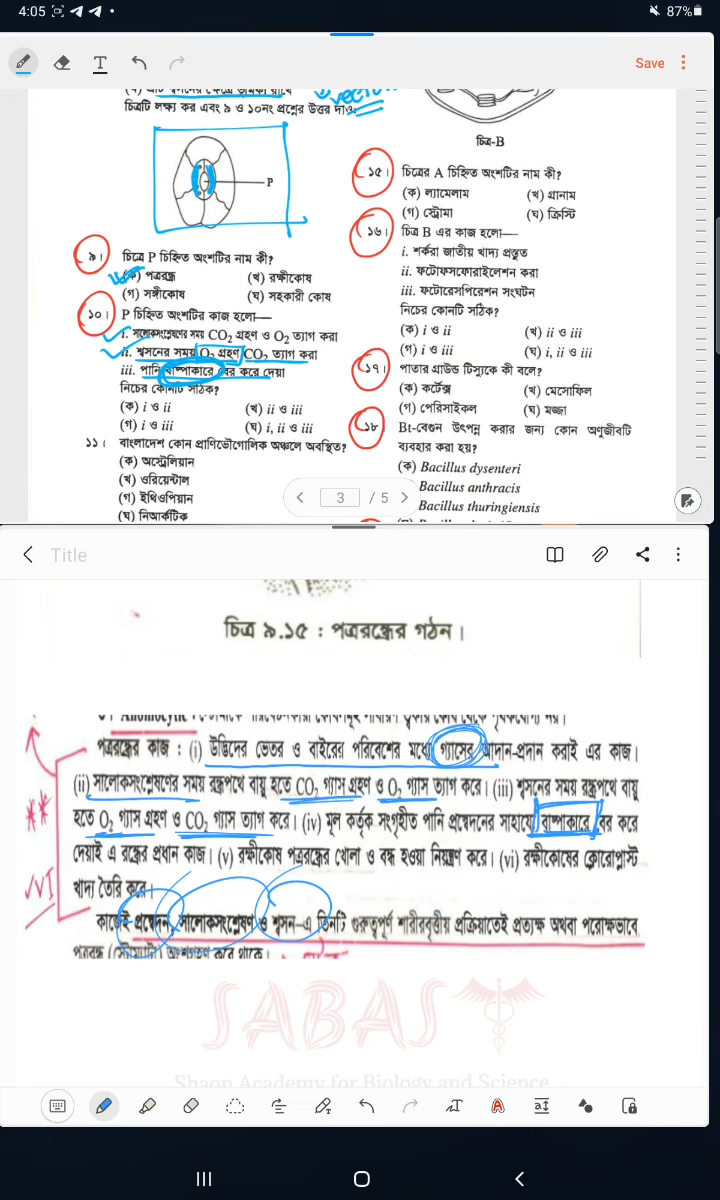 4:05
87%
T
Save
(ঘ) এটি শ্বসনের ক্ষেত্রে ভূমিকা রাখে
চিত্রটি লক্ষ্য কর এবং ৯ ও ১০নং প্রশ্নের উত্তর দাও:
P
৯। চিত্রে P চিহ্নিত অংশটির নাম কী?
(ক) পত্ররন্ধ্র (খ) রক্ষীকোষ
(গ) সঙ্গীকোষ (ঘ) সহকারী কোষ
১০। P চিহ্নিত অংশটির কাজ হলো—
i. সালোকসংশ্লেষণের সময় CO₂ গ্রহণ ও O₂ ত্যাগ করা
ii. শ্বসনের সময় O₂ গ্রহণ CO₂ ত্যাগ করা
iii. পানি বাষ্পাকারে বের করে দেয়া
নিচের কোনটি সঠিক?
(ক) i ও ii (খ) ii ও iii
(গ) i ও iii (ঘ) i, ii ও iii
১১। বাংলাদেশ কোন প্রাণিভৌগোলিক অঞ্চলে অবস্থিত?
(ক) অস্ট্রেলিয়ান
(খ) ওরিয়েন্টাল
(গ) ইথিওপিয়ান
(ঘ) নিআর্কটিক
চিত্র-B
১৫। চিত্রের A চিহ্নিত অংশটির নাম কী?
(ক) ল্যামেলাম (খ) গ্রানাম
(গ) স্ট্রোমা (ঘ) ক্রিস্টি
১৬। চিত্র B এর কাজ হলো—
i. শর্করা জাতীয় খাদ্য প্রস্তুত
ii. ফটোফসফোরাইলেশন করা
iii. ফটোরেসপিরেশন সংঘটন
নিচের কোনটি সঠিক?
(ক) i ও ii (খ) ii ও iii
(গ) i ও iii (ঘ) i, ii ও iii
১৭। পাতার গ্রাউন্ড টিস্যুকে কী বলে?
(ক) কর্টেক্স (খ) মেসোফিল
(গ) পেরিসাইকল (ঘ) মজ্জা
১৮ Bt-বেগুন উৎপন্ন করার জন্য কোন অণুজীবটি
ব্যবহার করা হয়?
(ক) Bacillus dysenteri
Bacillus anthracis
Bacillus thuringiensis
3 / 5
Title
চিত্র ৯.১৫ : পত্ররন্ধ্রের গঠন।
পত্ররন্ধ্রের কাজ : (i) উদ্ভিদের ভেতর ও বাইরের পরিবেশের মধ্যে গ্যাসের আদান-প্রদান করাই এর কাজ।
(ii) সালোকসংশ্লেষণের সময় রন্ধ্রপথে বায়ু হতে CO₂ গ্যাস গ্রহণ ও O₂ গ্যাস ত্যাগ করে। (iii) শ্বসনের সময় রন্ধ্রপথে বায়ু
হতে O₂ গ্যাস গ্রহণ ও CO₂ গ্যাস ত্যাগ করে। (iv) মূল কর্তৃক সংগৃহীত পানি প্রস্বেদনের সাহায্যে বাষ্পাকারে বের করে
দেয়াই এ রন্ধ্রের প্রধান কাজ। (v) রক্ষীকোষ পত্ররন্ধ্রের খোলা ও বন্ধ হওয়া নিয়ন্ত্রণ করে। (vi) রক্ষীকোষের ক্লোরোপ্লাস্ট
খাদ্য তৈরি করে।
কাজেই প্রস্বেদন, সালোকসংশ্লেষণ ও শ্বসন–এ তিনটি গুরুত্বপূর্ণ শারীরবৃত্তীয় প্রক্রিয়াতেই প্রত্যক্ষ অথবা পরোক্ষভাবে
পত্ররন্ধ্র (স্টোম্যাটা) অংশগ্রহণ করে থাকে।
SABAS
Shaon Academy for Biology and Science